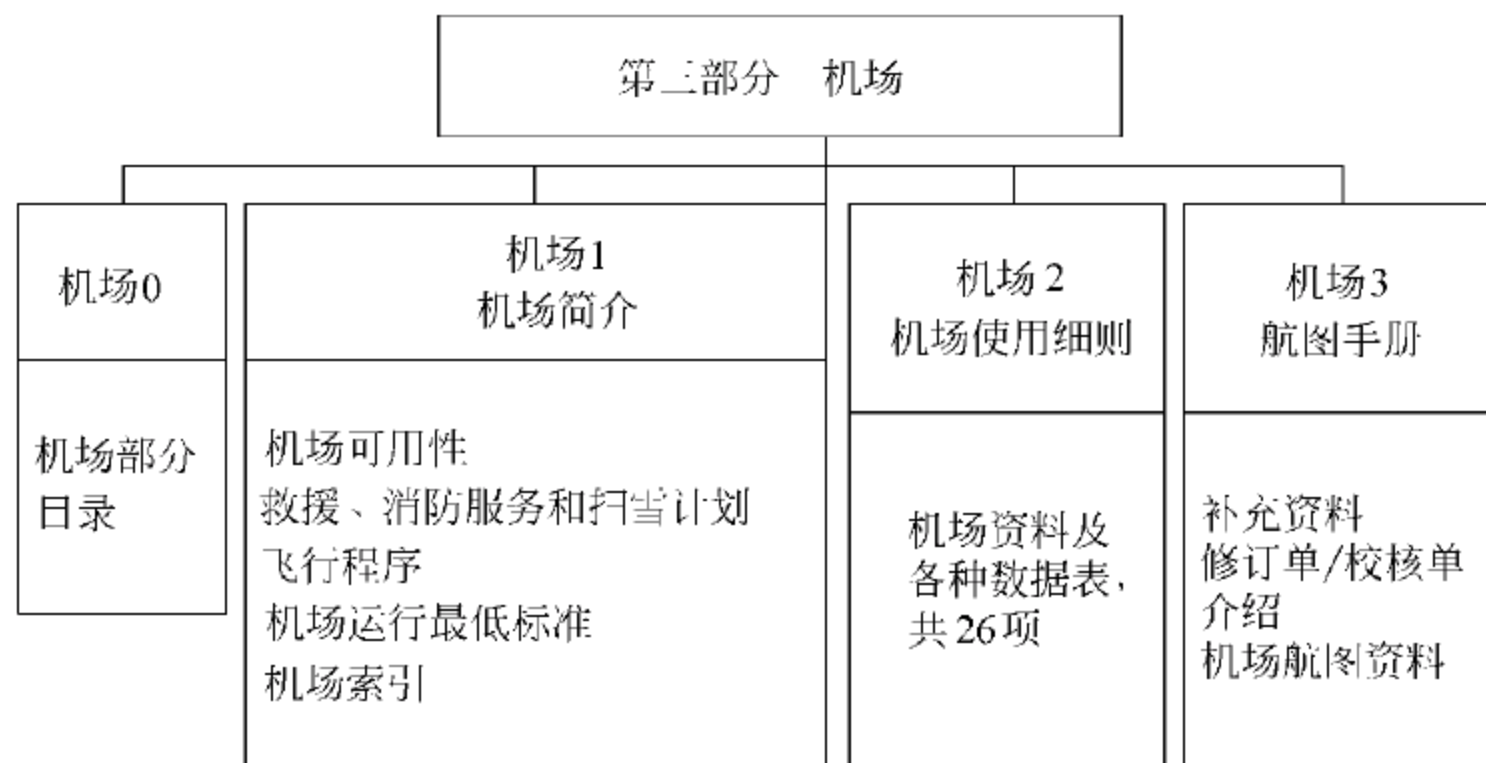 第三部分 机场
机场0
机场部分
目录
机场1
机场简介
机场可用性
救援、消防服务和扫雪计划
飞行程序
机场运行最低标准
机场索引
机场2
机场使用细则
机场资料及
各种数据表，
共26项
机场3
航图手册
补充资料
修订单/校核单
介绍
机场航图资料